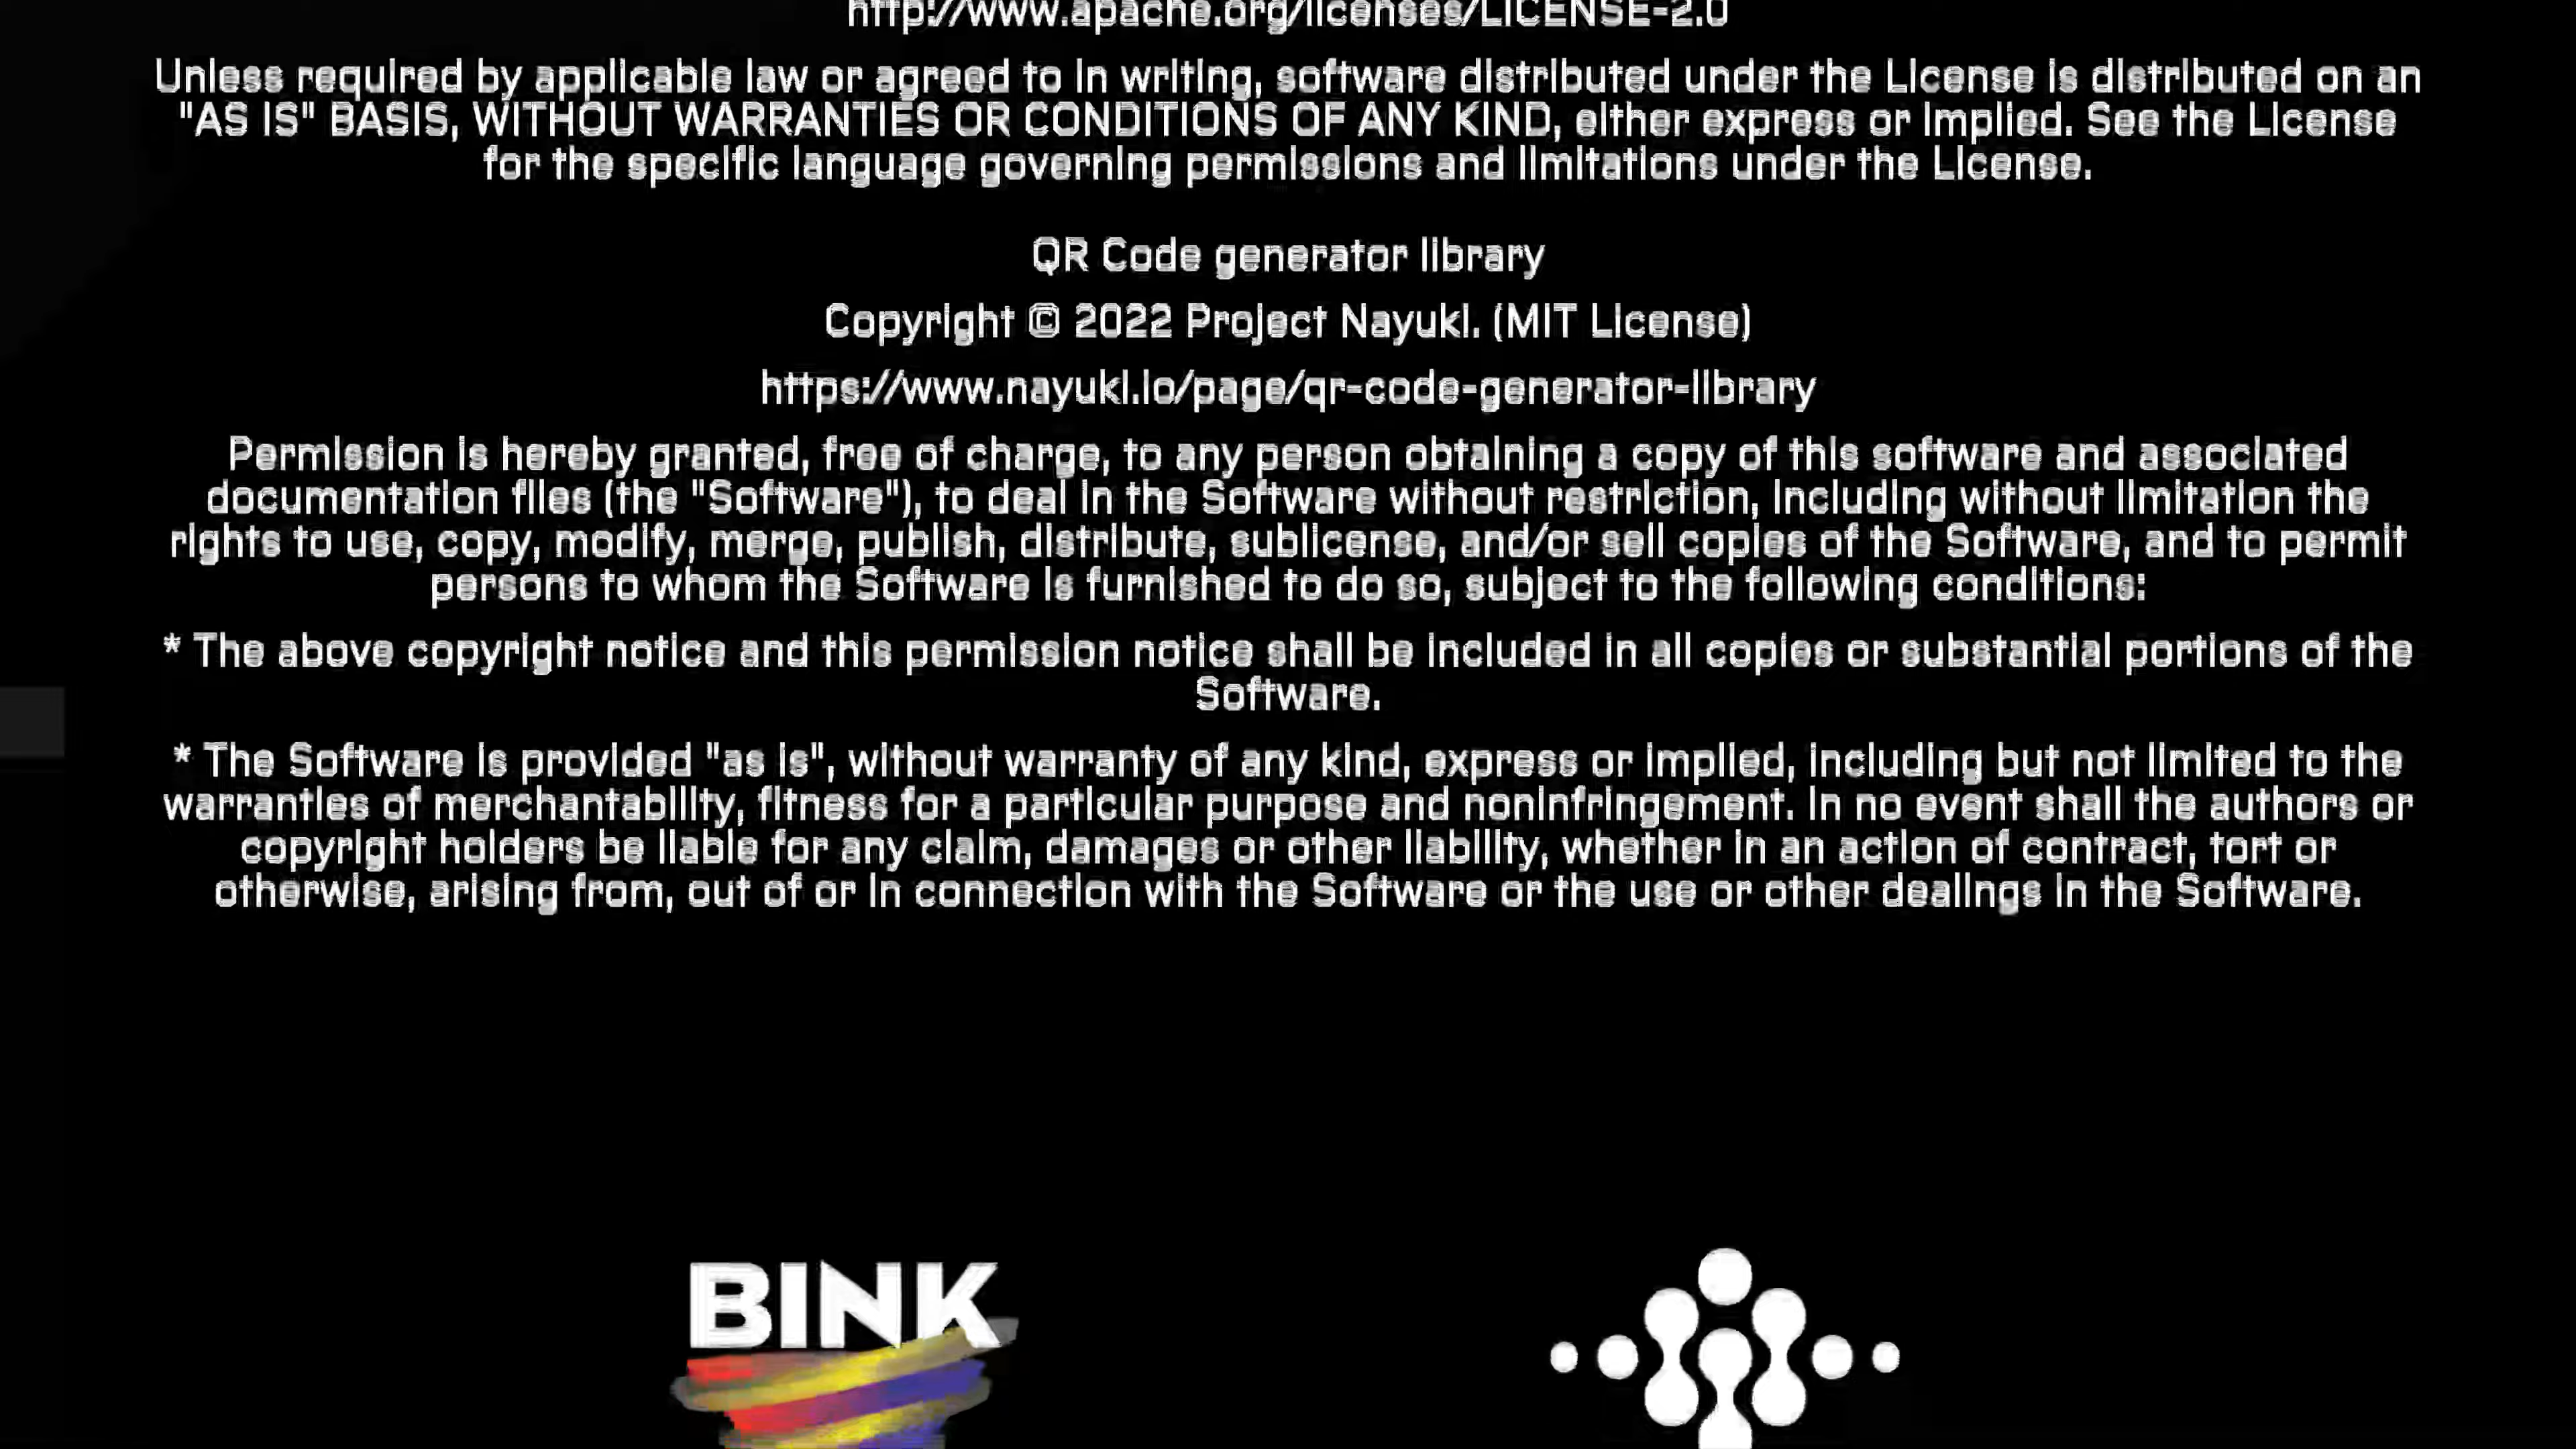 http://www.apache.org/licenses/LICENSE-2.0
Unless required by applicable law or agreed to in writing, software distributed under the License is distributed on an
"AS IS" BASIS, WITHOUT WARRANTIES OR CONDITIONS OF ANY KIND, either express or implied. See the License
for the specific language governing permissions and limitations under the License.
QR Code generator library
Copyright © 2022 Project Nayuki. (MIT License)
https://www.nayuki.io/page/qr-code-generator-library
Permission is hereby granted, free of charge, to any person obtaining a copy of this software and associated
documentation files (the "Software"), to deal in the Software without restriction, including without limitation the
rights to use, copy, modify, merge, publish, distribute, sublicense, and/or sell copies of the Software, and to permit
persons to whom the Software is furnished to do so, subject to the following conditions:
* The above copyright notice and this permission notice shall be included in all copies or substantial portions of the
Software.
* The Software is provided "as is", without warranty of any kind, express or implied, including but not limited to the
warranties of merchantability, fitness for a particular purpose and noninfringement. In no event shall the authors or
copyright holders be liable for any claim, damages or other liability, whether in an action of contract, tort or
otherwise, arising from, out of or in connection with the Software or the use or other dealings in the Software.
BINK